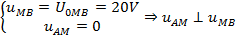 {u_MB = U_0MB = 20V
u_AM = 0 ⇒ u_AM ⊥ u_MB